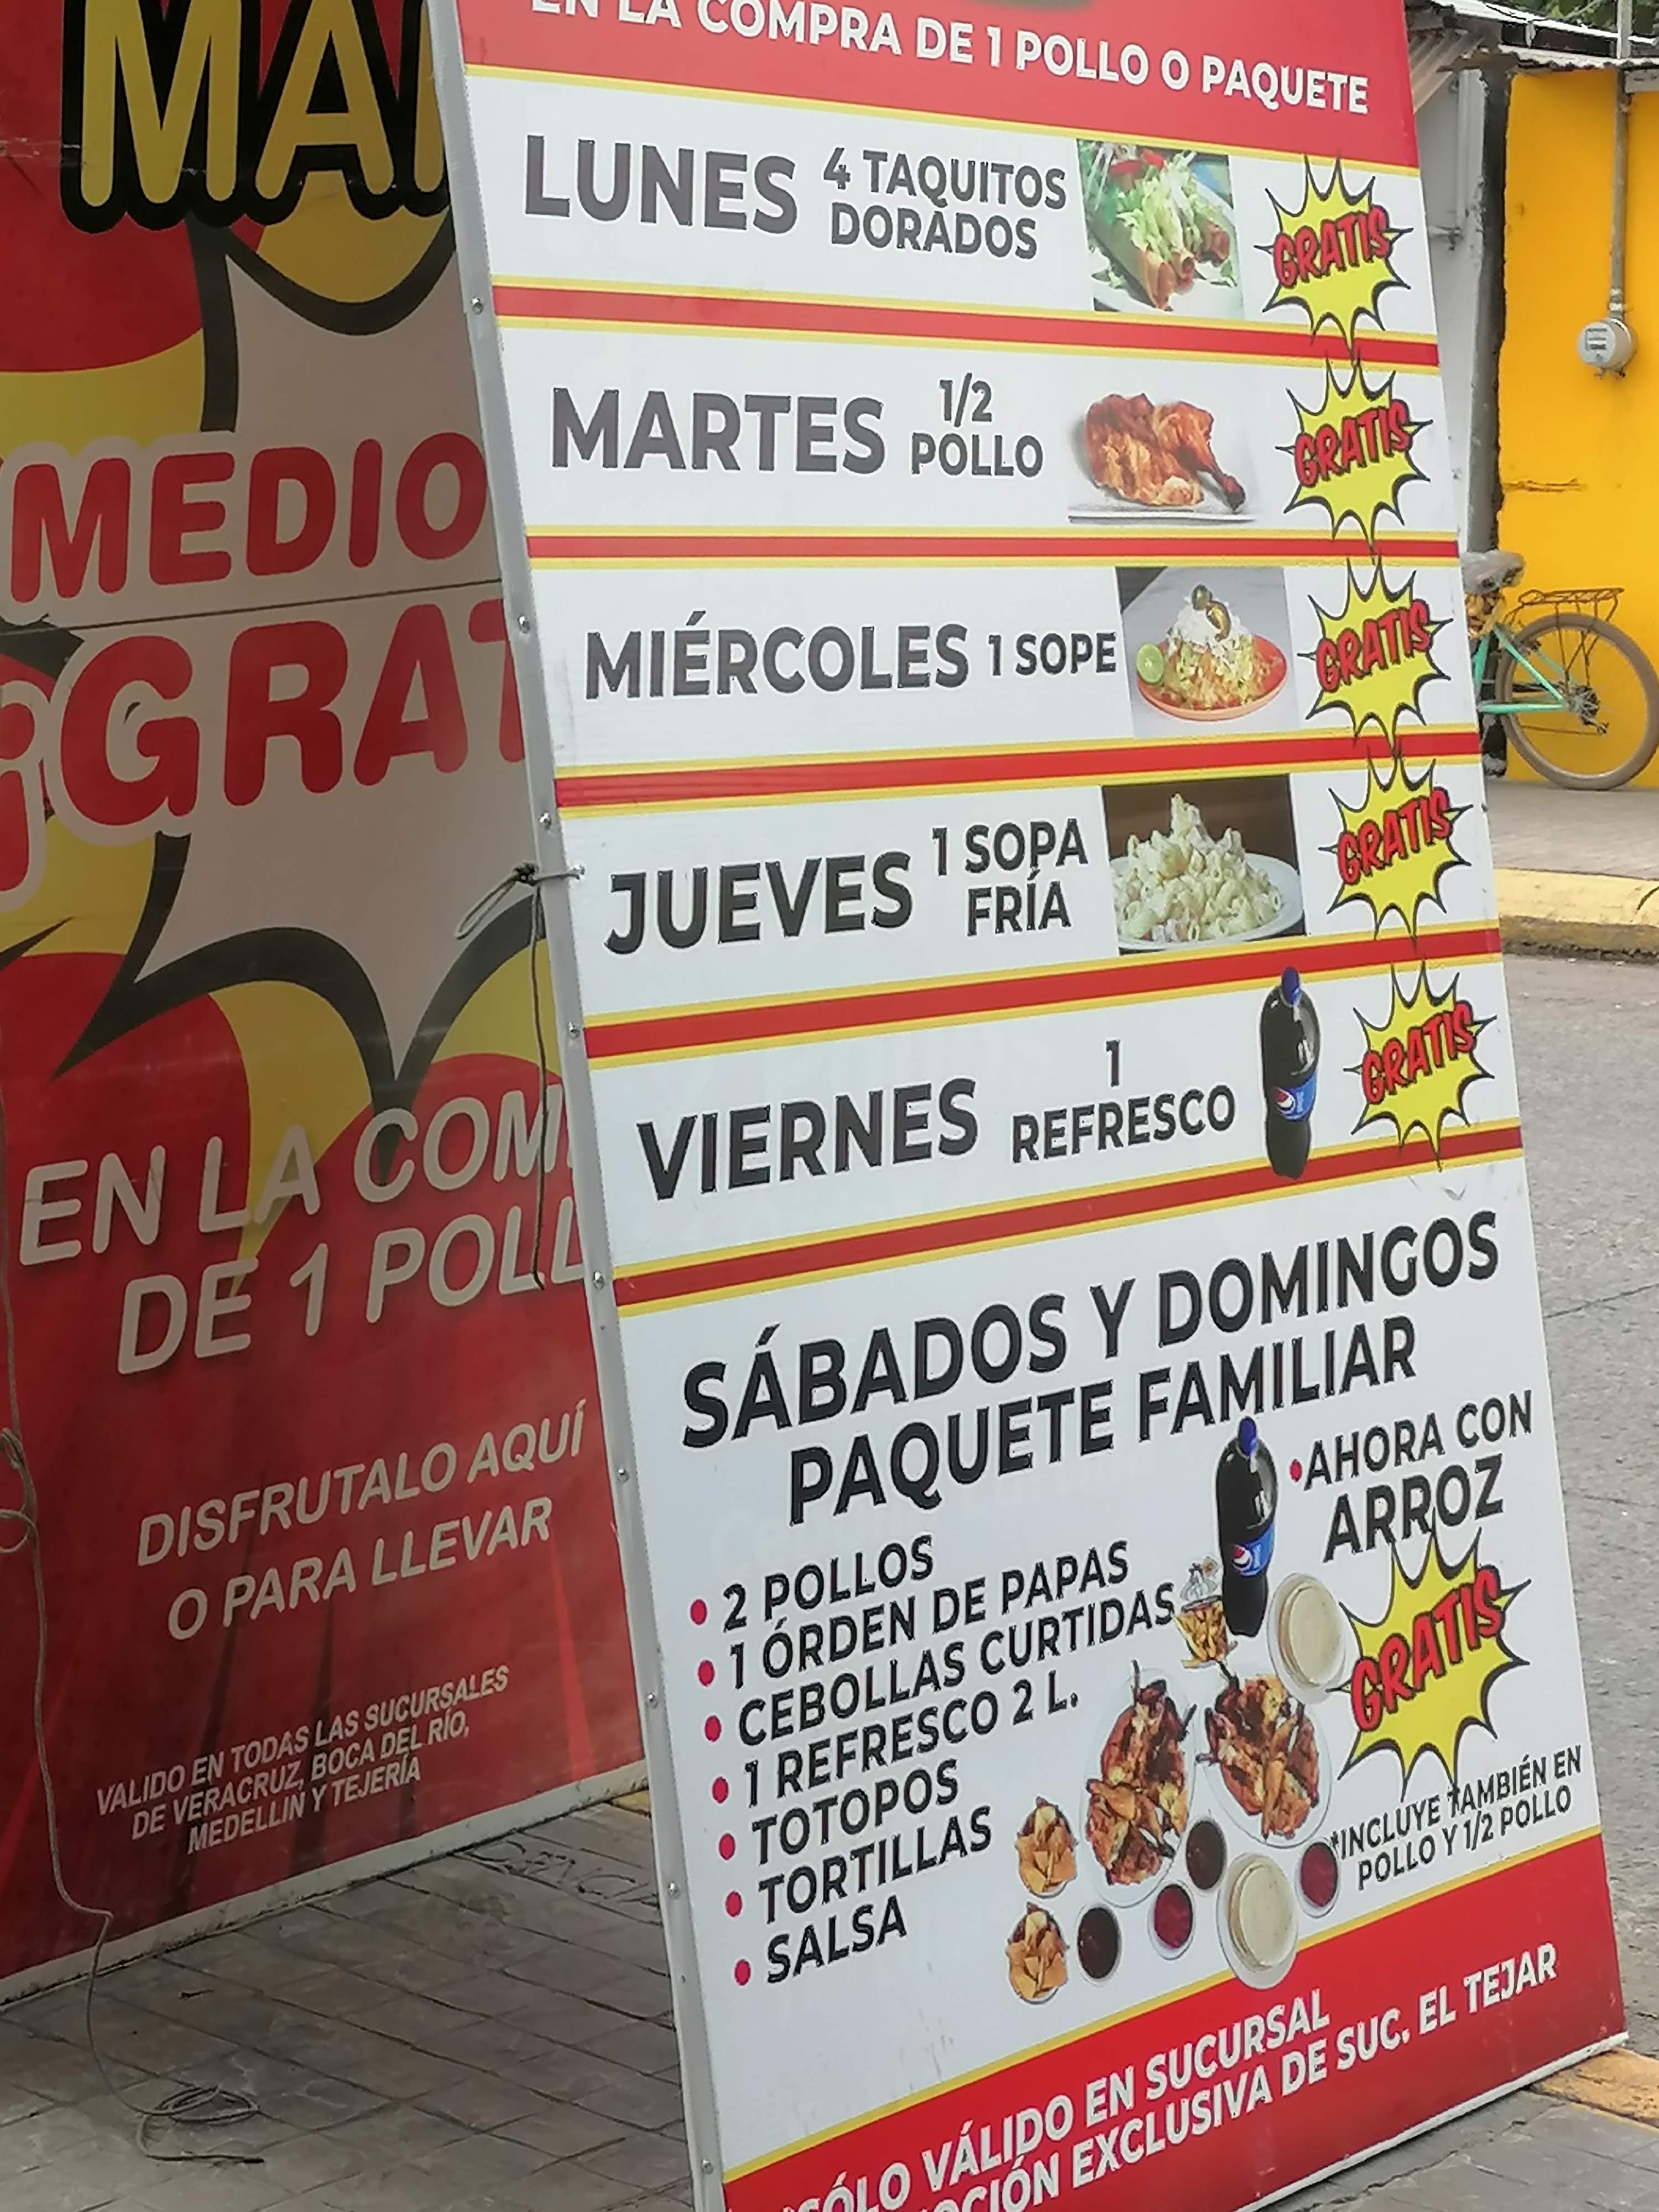 MA
MEDIO
¡GRAT
EN LA COM
DE 1 POLL
DISFRUTALO AQUÍ
O PARA LLEVAR
VALIDO EN TODAS LAS SUCURSALES
DE VERACRUZ, BOCA DEL RÍO,
MEDELLIN Y TEJERÍA
EN LA COMPRA DE 1 POLLO O PAQUETE
LUNES 4 TAQUITOS
DORADOS
GRATIS
MARTES 1/2
POLLO
GRATIS
MIÉRCOLES 1 SOPE
GRATIS
JUEVES 1 SOPA
FRÍA
GRATIS
VIERNES 1
REFRESCO
GRATIS
SÁBADOS Y DOMINGOS
PAQUETE FAMILIAR
•AHORA CON
ARROZ
GRATIS
• 2 POLLOS
• 1 ÓRDEN DE PAPAS
• CEBOLLAS CURTIDAS
• 1 REFRESCO 2 L.
• TOTOPOS
• TORTILLAS
• SALSA
*INCLUYE TAMBIÉN EN
POLLO Y 1/2 POLLO
*SÓLO VÁLIDO EN SUCURSAL
OCIÓN EXCLUSIVA DE SUC. EL TEJAR